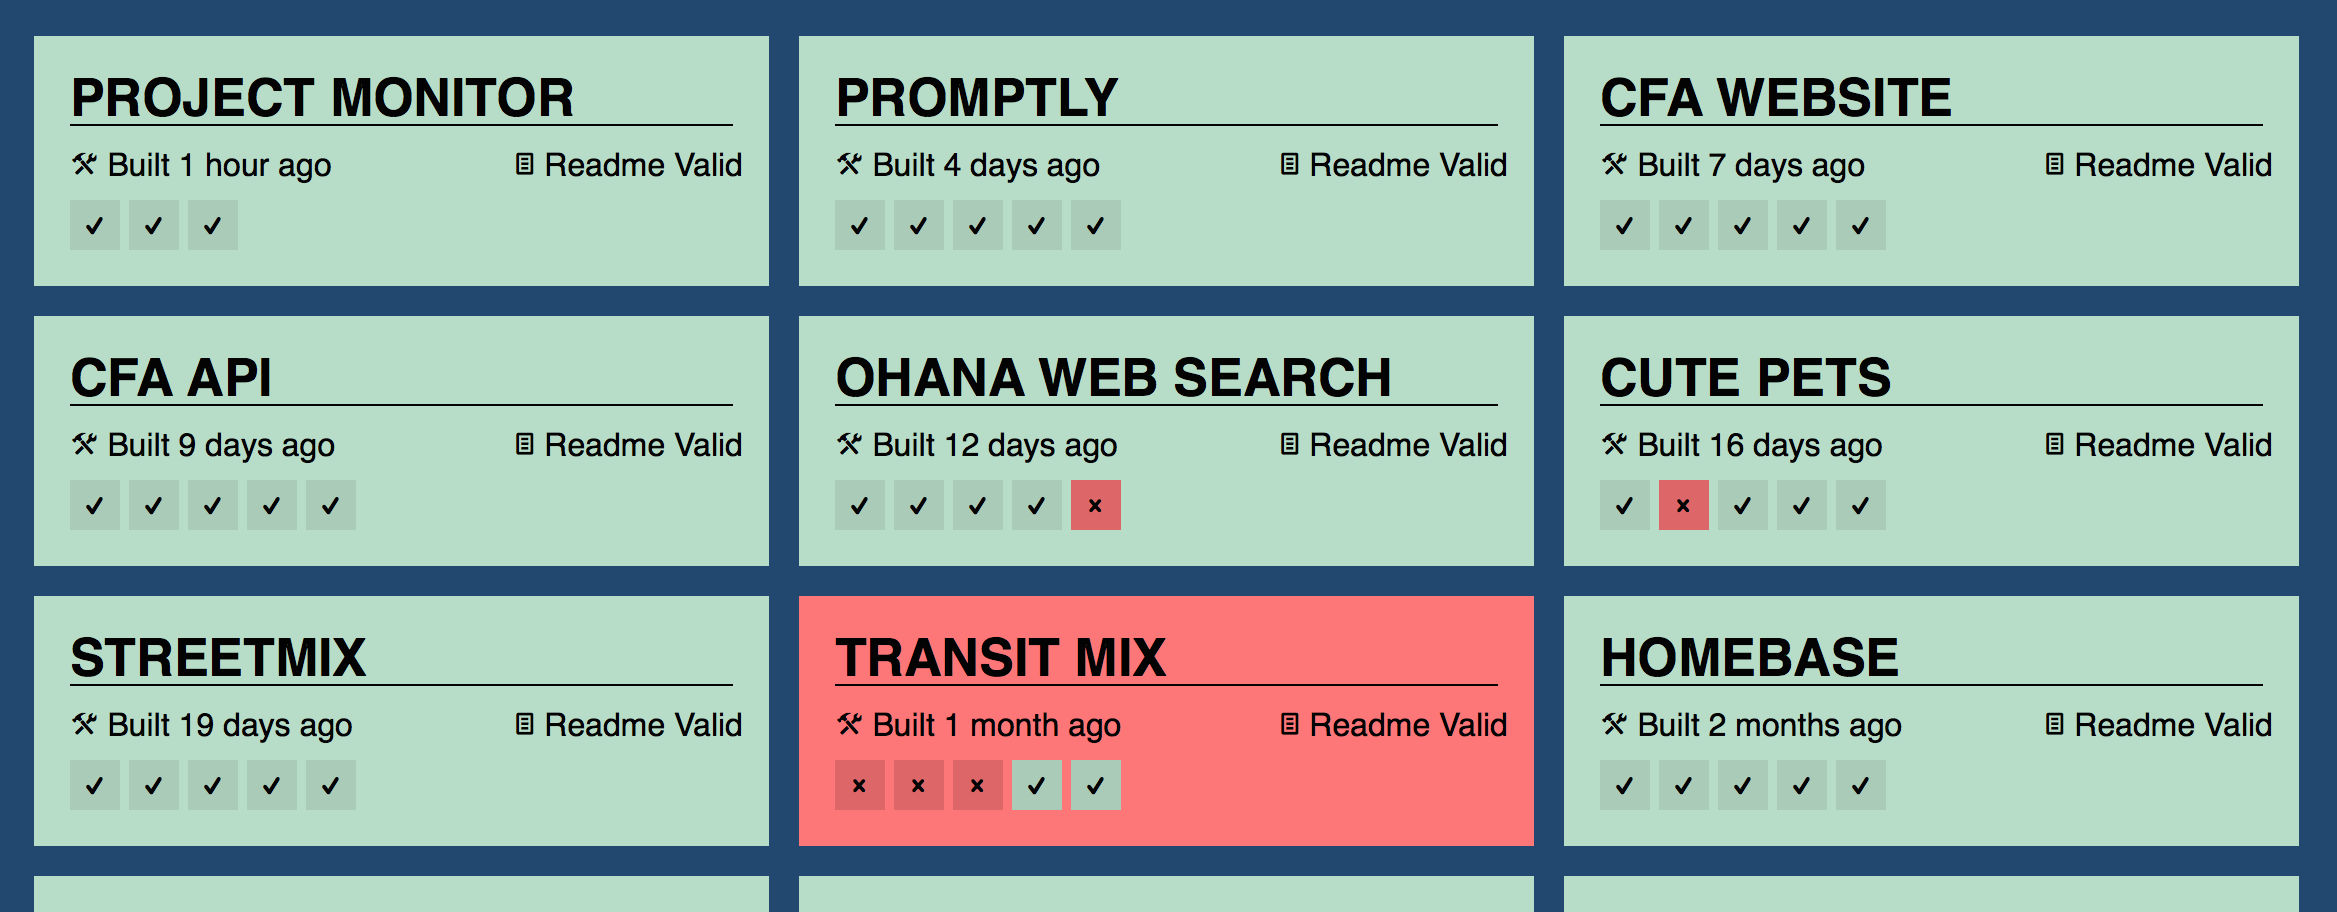 PROJECT MONITOR
🛠 Built 1 hour ago
Readme Valid
✓ ✓ ✓
PROMPTLY
🛠 Built 4 days ago
Readme Valid
✓ ✓ ✓ ✓ ✓
CFA WEBSITE
🛠 Built 7 days ago
Readme Valid
✓ ✓ ✓ ✓ ✓
CFA API
🛠 Built 9 days ago
Readme Valid
✓ ✓ ✓ ✓ ✓
OHANA WEB SEARCH
🛠 Built 12 days ago
Readme Valid
✓ ✓ ✓ ✓ ×
CUTE PETS
🛠 Built 16 days ago
Readme Valid
✓ × ✓ ✓ ✓
STREETMIX
🛠 Built 19 days ago
Readme Valid
✓ ✓ ✓ ✓ ✓
TRANSIT MIX
🛠 Built 1 month ago
Readme Valid
× × × ✓ ✓
HOMEBASE
🛠 Built 2 months ago
Readme Valid
✓ ✓ ✓ ✓ ✓